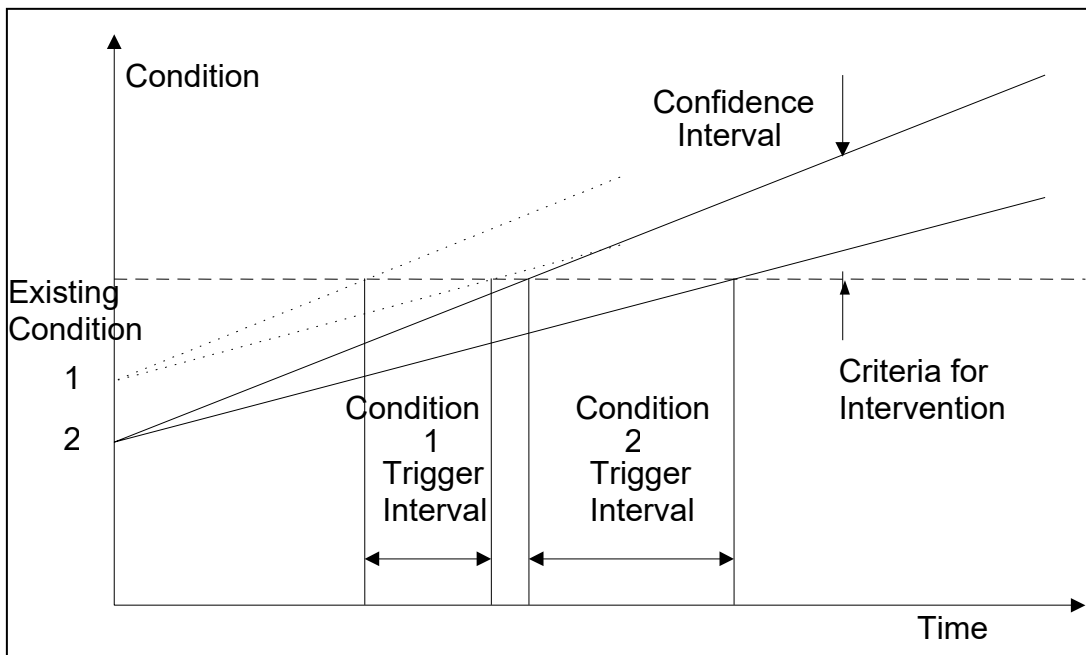 Condition
Confidence
Interval
Existing
Condition
1
2
Criteria for
Intervention
Condition
1
Trigger
Interval
Condition
2
Trigger
Interval
Time